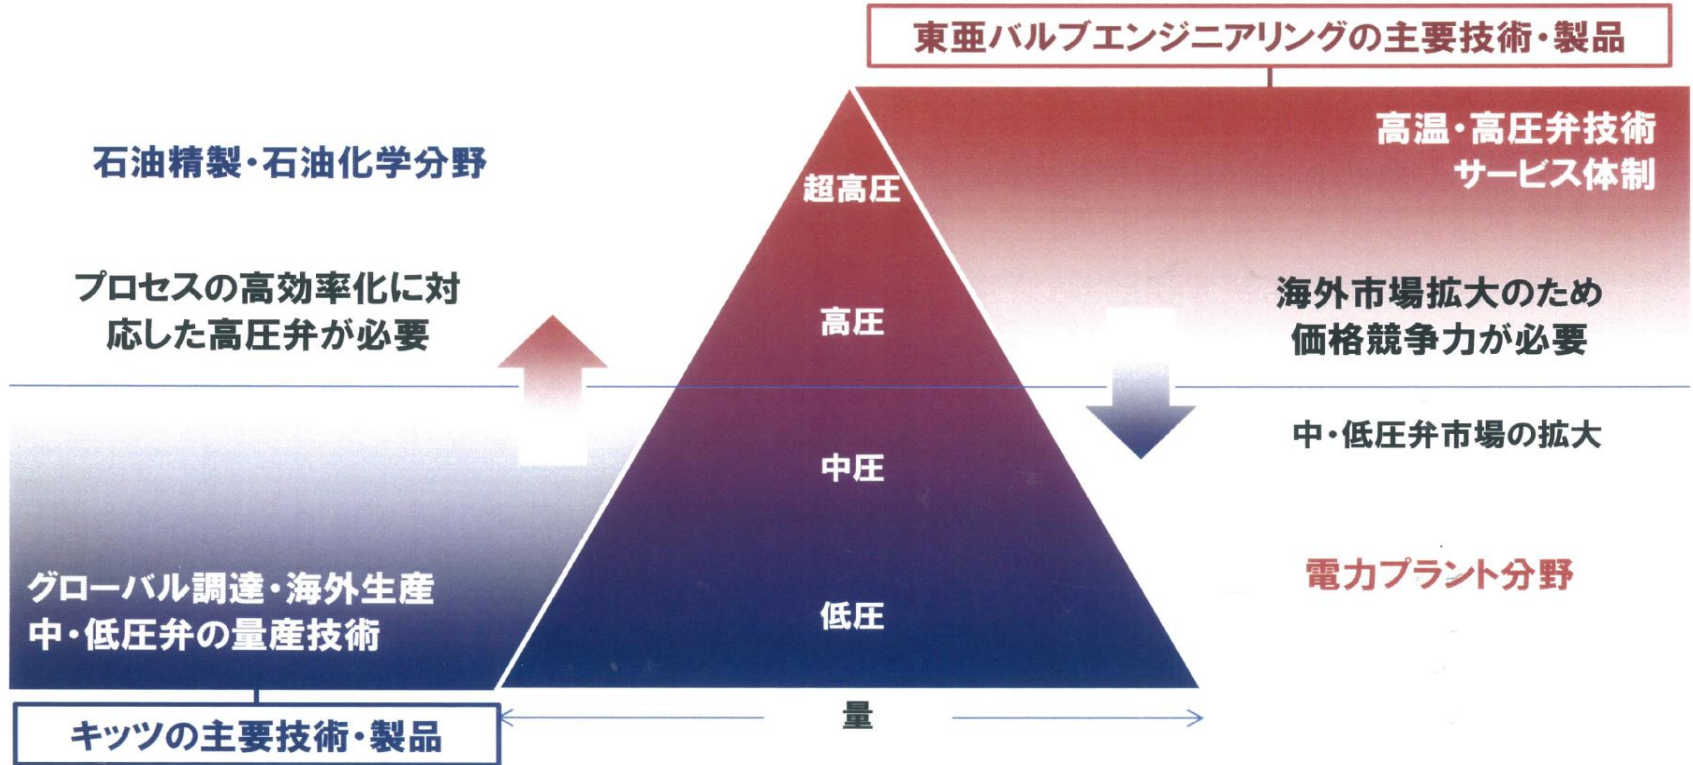 東亜バルブエンジニアリングの主要技術・製品
高温・高圧弁技術
サービス体制
石油精製・石油化学分野
超高圧
プロセスの高効率化に対
応した高圧弁が必要
高圧
海外市場拡大のため
価格競争力が必要
中・低圧弁市場の拡大
中圧
電力プラント分野
グローバル調達・海外生産
中・低圧弁の量産技術
低圧
キッツの主要技術・製品
量